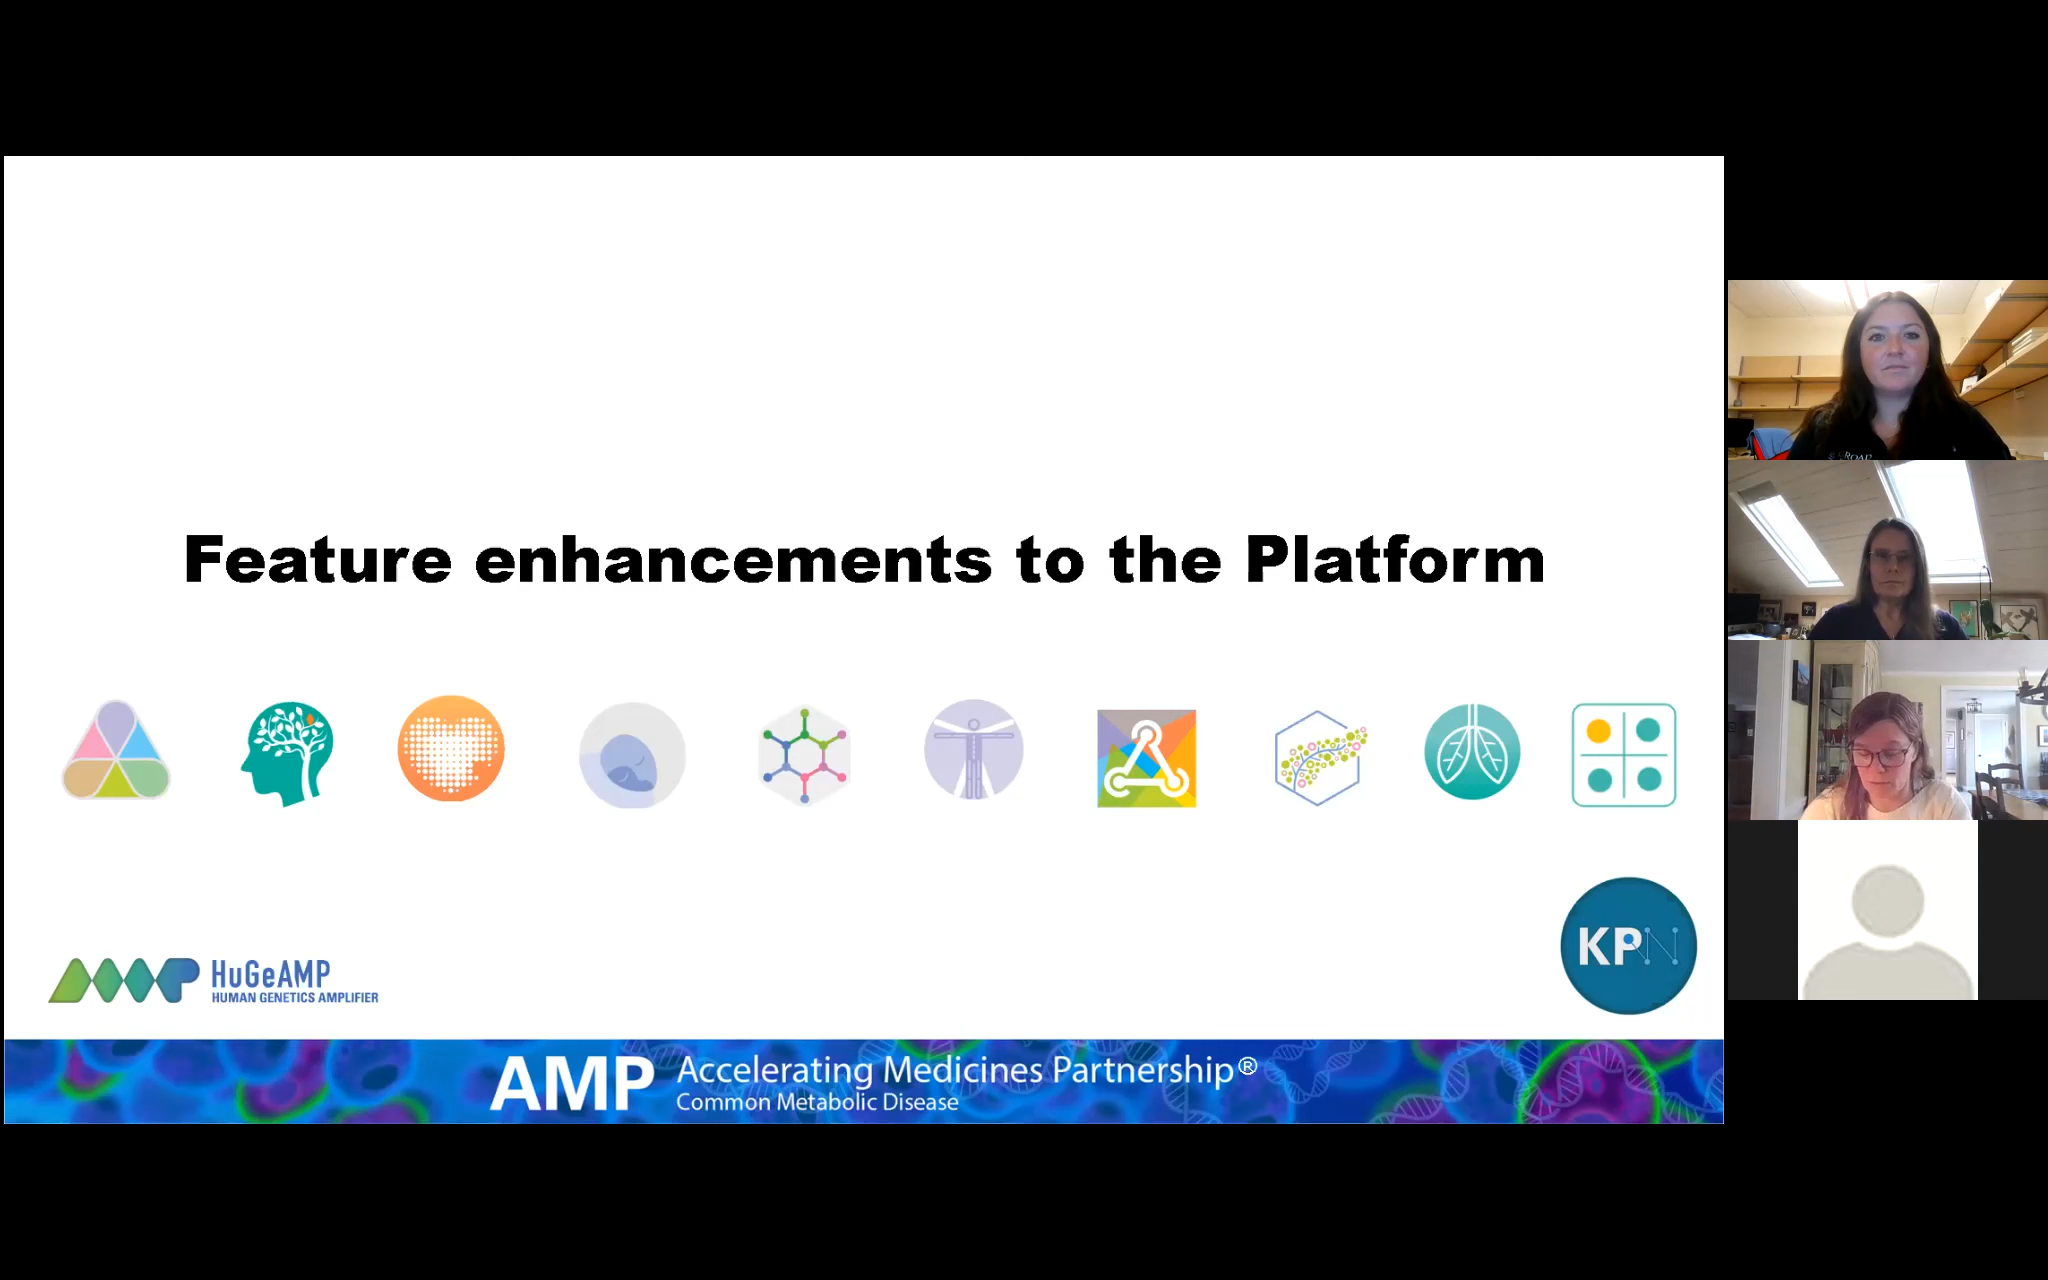 Feature enhancements to the Platform
HuGeAMP
HUMAN GENETICS AMPLIFIER
KPN
AMP Accelerating Medicines Partnership®
Common Metabolic Disease